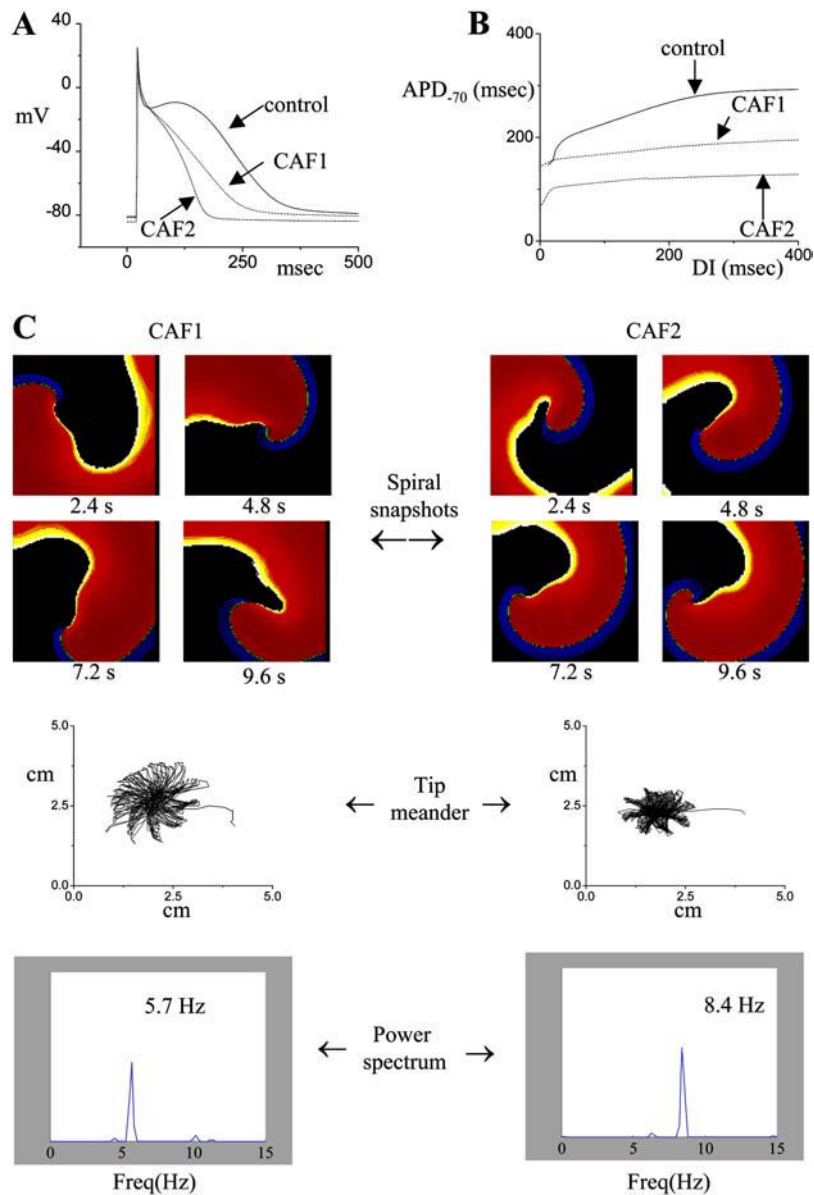 A
40
0
mV
-40
-80
control
CAF1
CAF2
0
250
500
msec
B
400
APD-70 (msec)
200
0
control
CAF1
CAF2
0
200
400
DI (msec)
C
CAF1
CAF2
2.4 s
4.8 s
2.4 s
4.8 s
Spiral
snapshots
7.2 s
9.6 s
7.2 s
9.6 s
5.0
cm
2.5
0.0
0.0
2.5
5.0
cm
Tip
meander
5.0
cm
2.5
0.0
0.0
2.5
5.0
cm
5.7 Hz
0
5
10
15
Freq(Hz)
Power
spectrum
8.4 Hz
0
5
10
15
Freq(Hz)